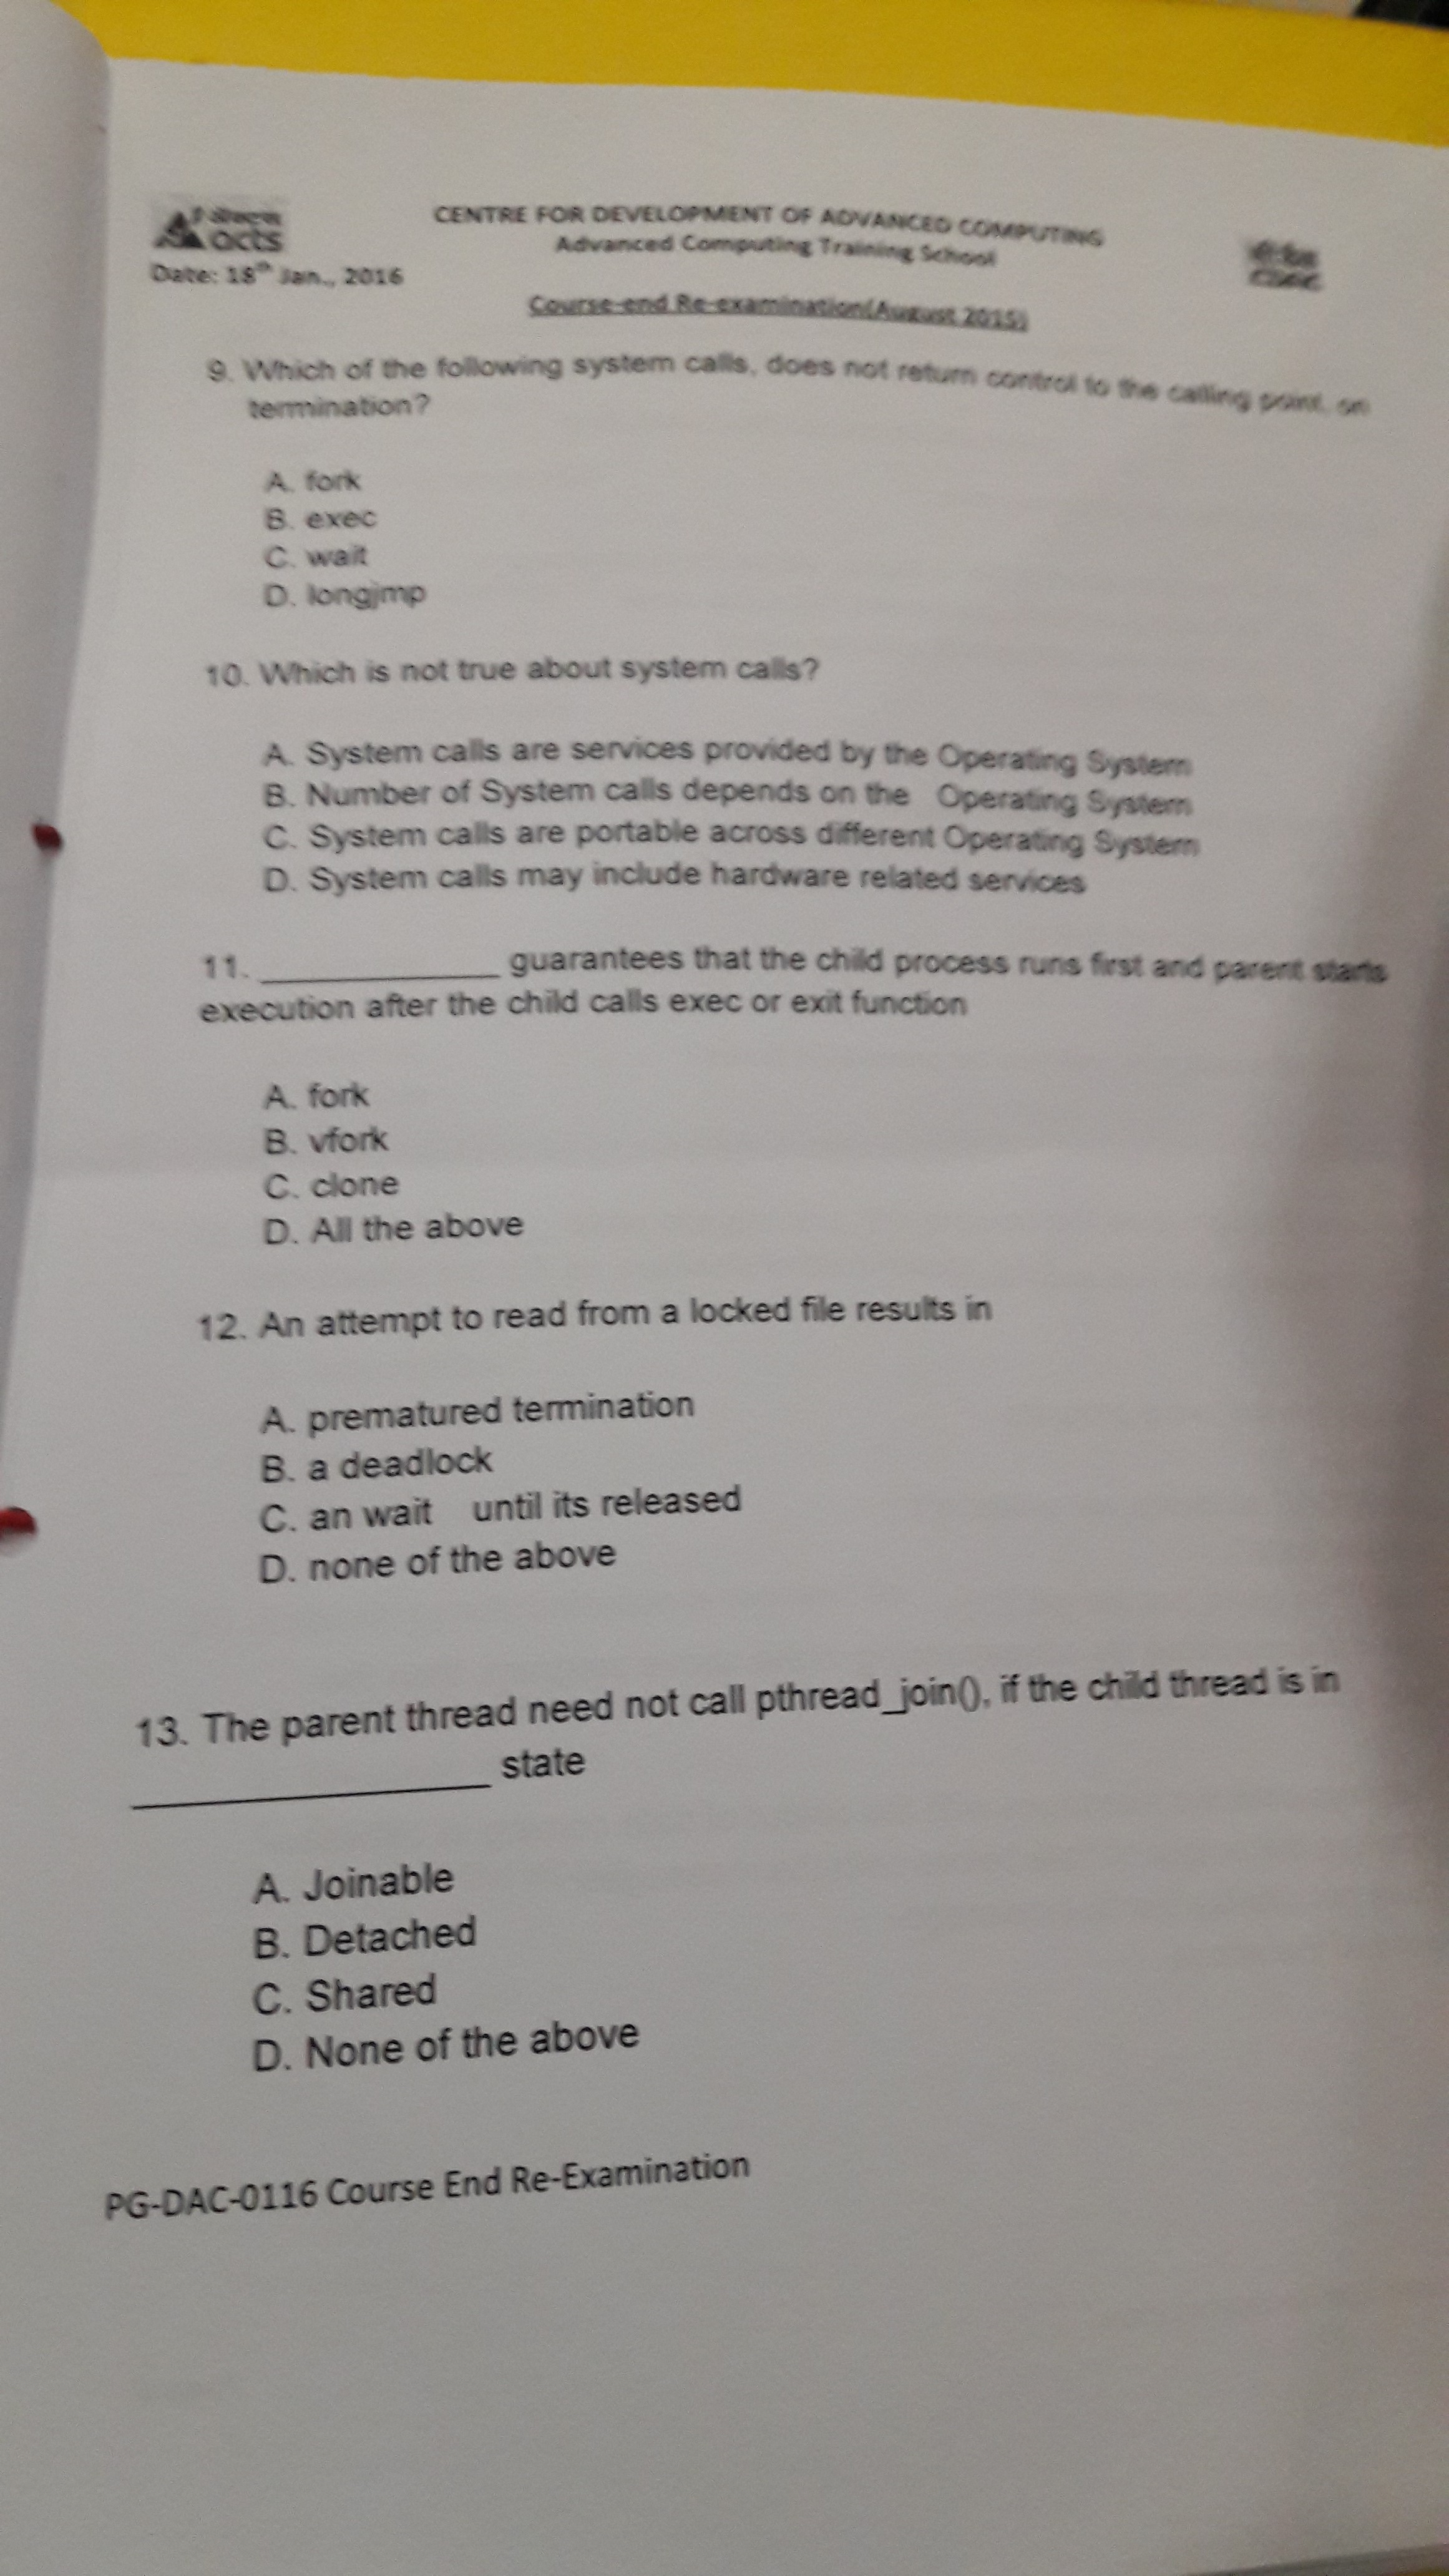 acts
CENTRE FOR DEVELOPMENT OF ADVANCED COMPUTING
Advanced Computing Training School
Date: 18th Jan., 2016
Course-end Re-examination(August 2015)
9. Which of the following system calls, does not return control to the calling point, on
termination?
A. fork
B. exec
C. wait
D. longjmp
10. Which is not true about system calls?
A. System calls are services provided by the Operating System
B. Number of System calls depends on the Operating System
C. System calls are portable across different Operating System
D. System calls may include hardware related services
11. ____________ guarantees that the child process runs first and parent starts
execution after the child calls exec or exit function
A. fork
B. vfork
C. clone
D. All the above
12. An attempt to read from a locked file results in
A. prematured termination
B. a deadlock
C. an wait until its released
D. none of the above
13. The parent thread need not call pthread_join(), if the child thread is in
________________ state
A. Joinable
B. Detached
C. Shared
D. None of the above
PG-DAC-0116 Course End Re-Examination